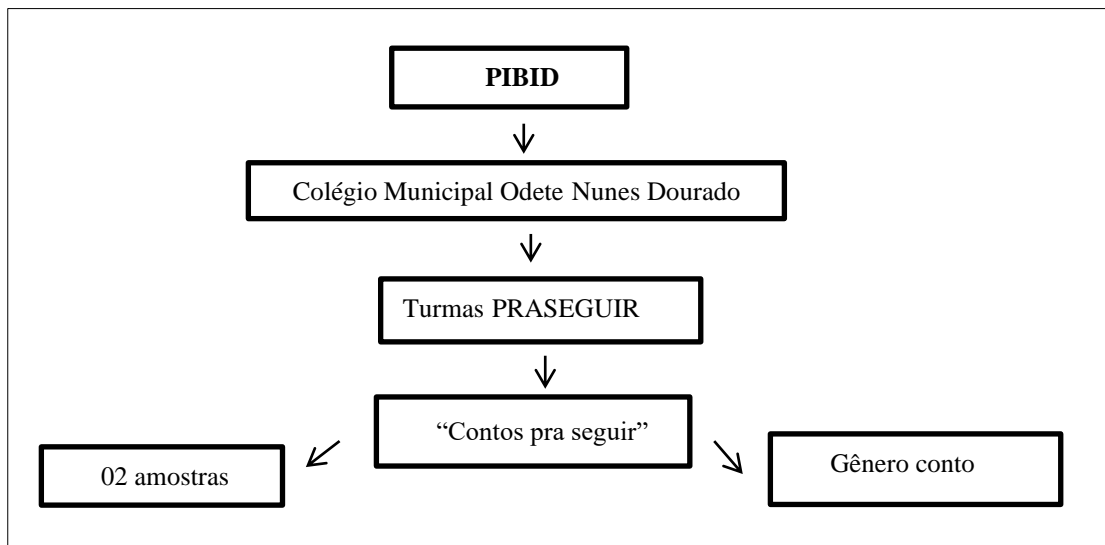 PIBID
Colégio Municipal Odete Nunes Dourado
Turmas PRASEGUIR
“Contos pra seguir”
02 amostras
Gênero conto